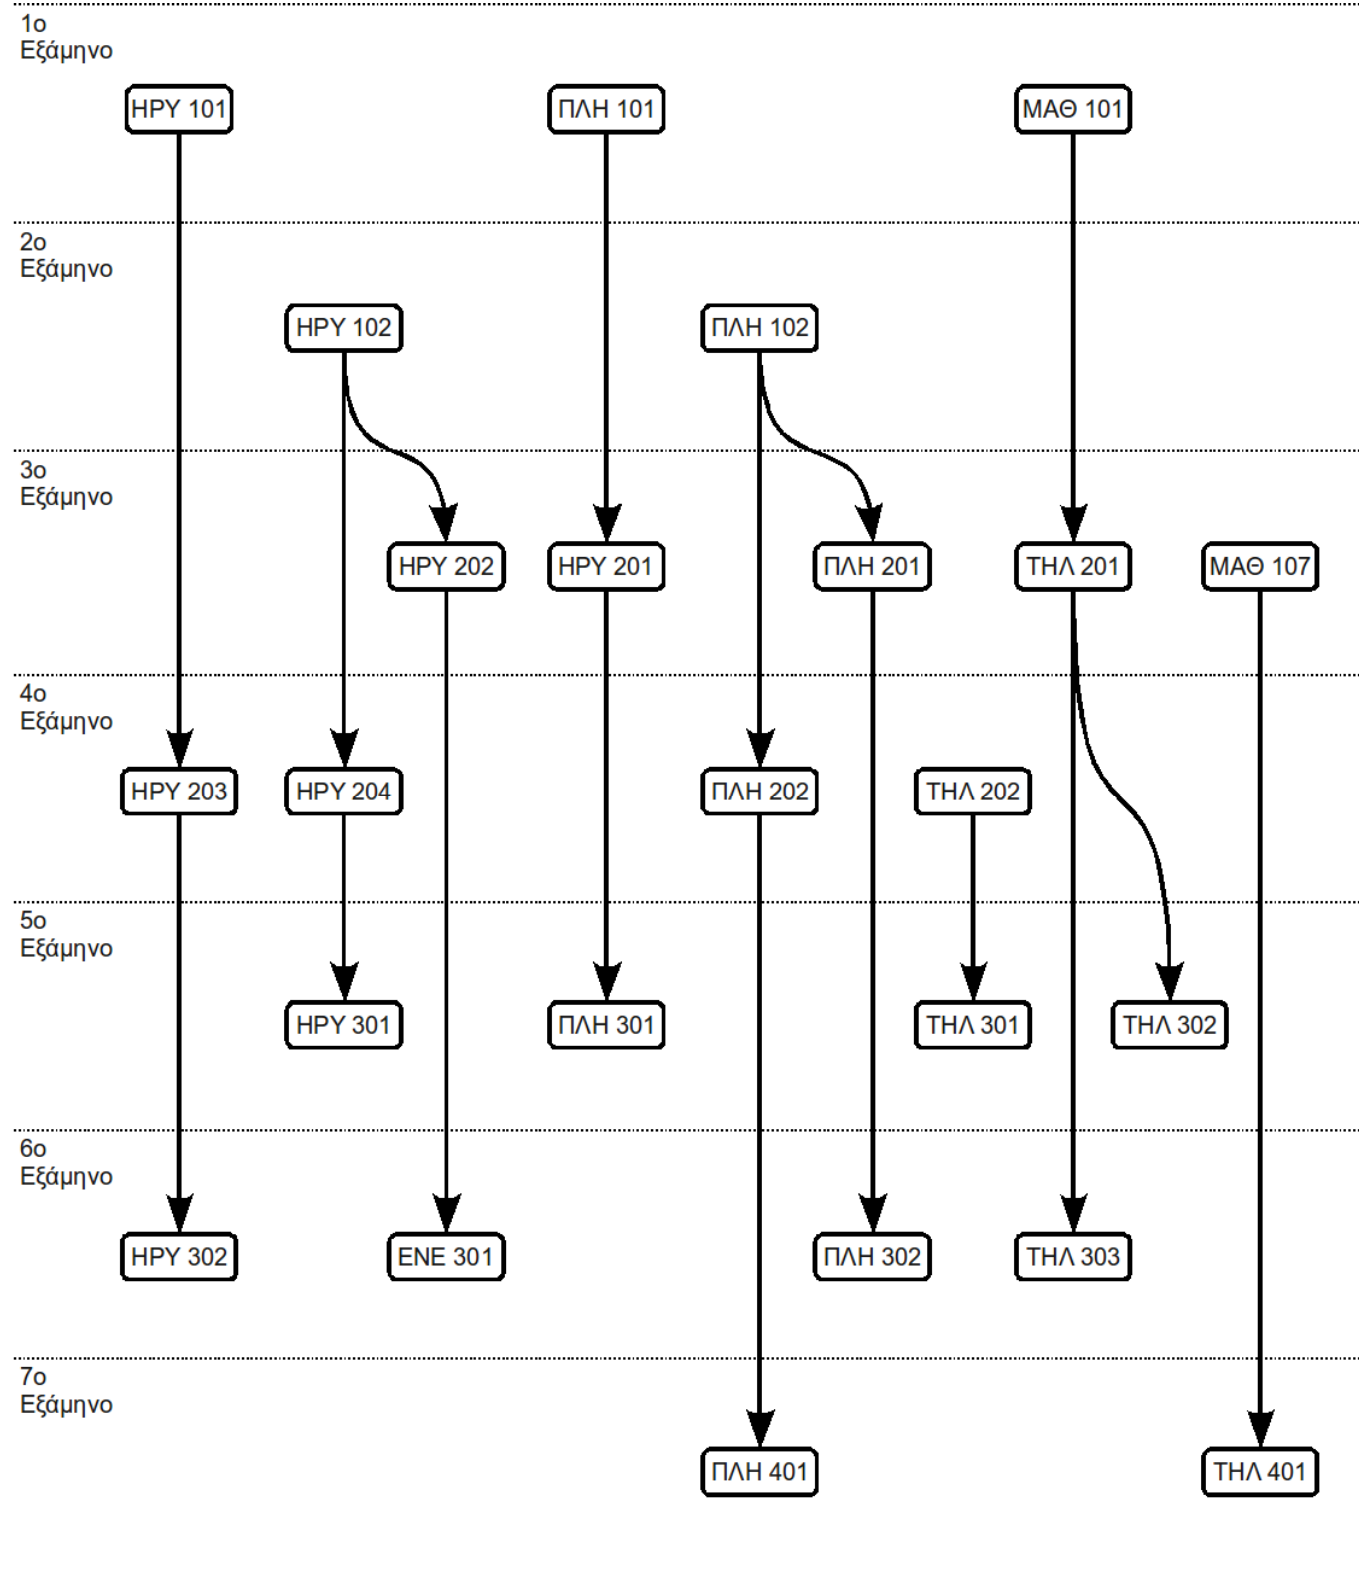 1ο
Εξάμηνο
ΗΡΥ 101
ΠΛΗ 101
ΜΑΘ 101
2ο
Εξάμηνο
ΗΡΥ 102
ΠΛΗ 102
3ο
Εξάμηνο
ΗΡΥ 202
ΗΡΥ 201
ΠΛΗ 201
ΤΗΛ 201
ΜΑΘ 107
4ο
Εξάμηνο
ΗΡΥ 203
ΗΡΥ 204
ΠΛΗ 202
ΤΗΛ 202
5ο
Εξάμηνο
ΗΡΥ 301
ΠΛΗ 301
ΤΗΛ 301
ΤΗΛ 302
6ο
Εξάμηνο
ΗΡΥ 302
ΕΝΕ 301
ΠΛΗ 302
ΤΗΛ 303
7ο
Εξάμηνο
ΠΛΗ 401
ΤΗΛ 401